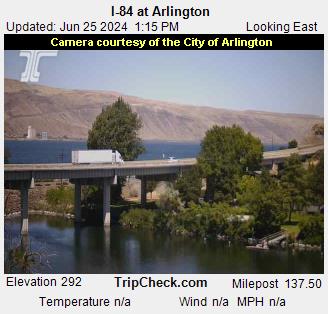 I-84 at Arlington
Updated: Jun 25 2024 1:15 PM Looking East
Camera courtesy of the City of Arlington
Elevation 292 TripCheck.com Milepost 137.50
Temperature n/a Wind n/a MPH n/a